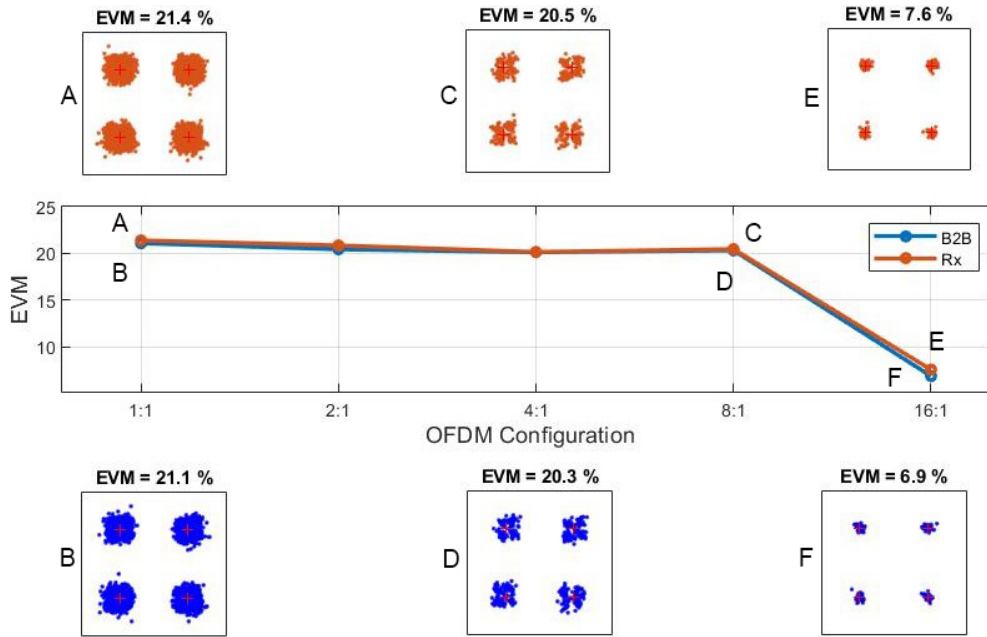 EVM = 21.4 %
EVM = 20.5 %
EVM = 7.6 %
A
C
E
25
20
15
10
EVM
A
B
C
D
E
F
B2B
Rx
1:1
2:1
4:1
8:1
16:1
OFDM Configuration
EVM = 21.1 %
EVM = 20.3 %
EVM = 6.9 %
B
D
F